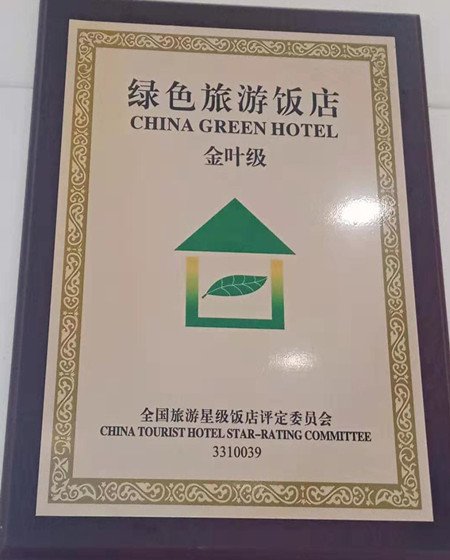 绿色旅游饭店
CHINA GREEN HOTEL
金叶级
全国旅游星级饭店评定委员会
CHINA TOURIST HOTEL STAR-RATING COMMITTEE
3310039